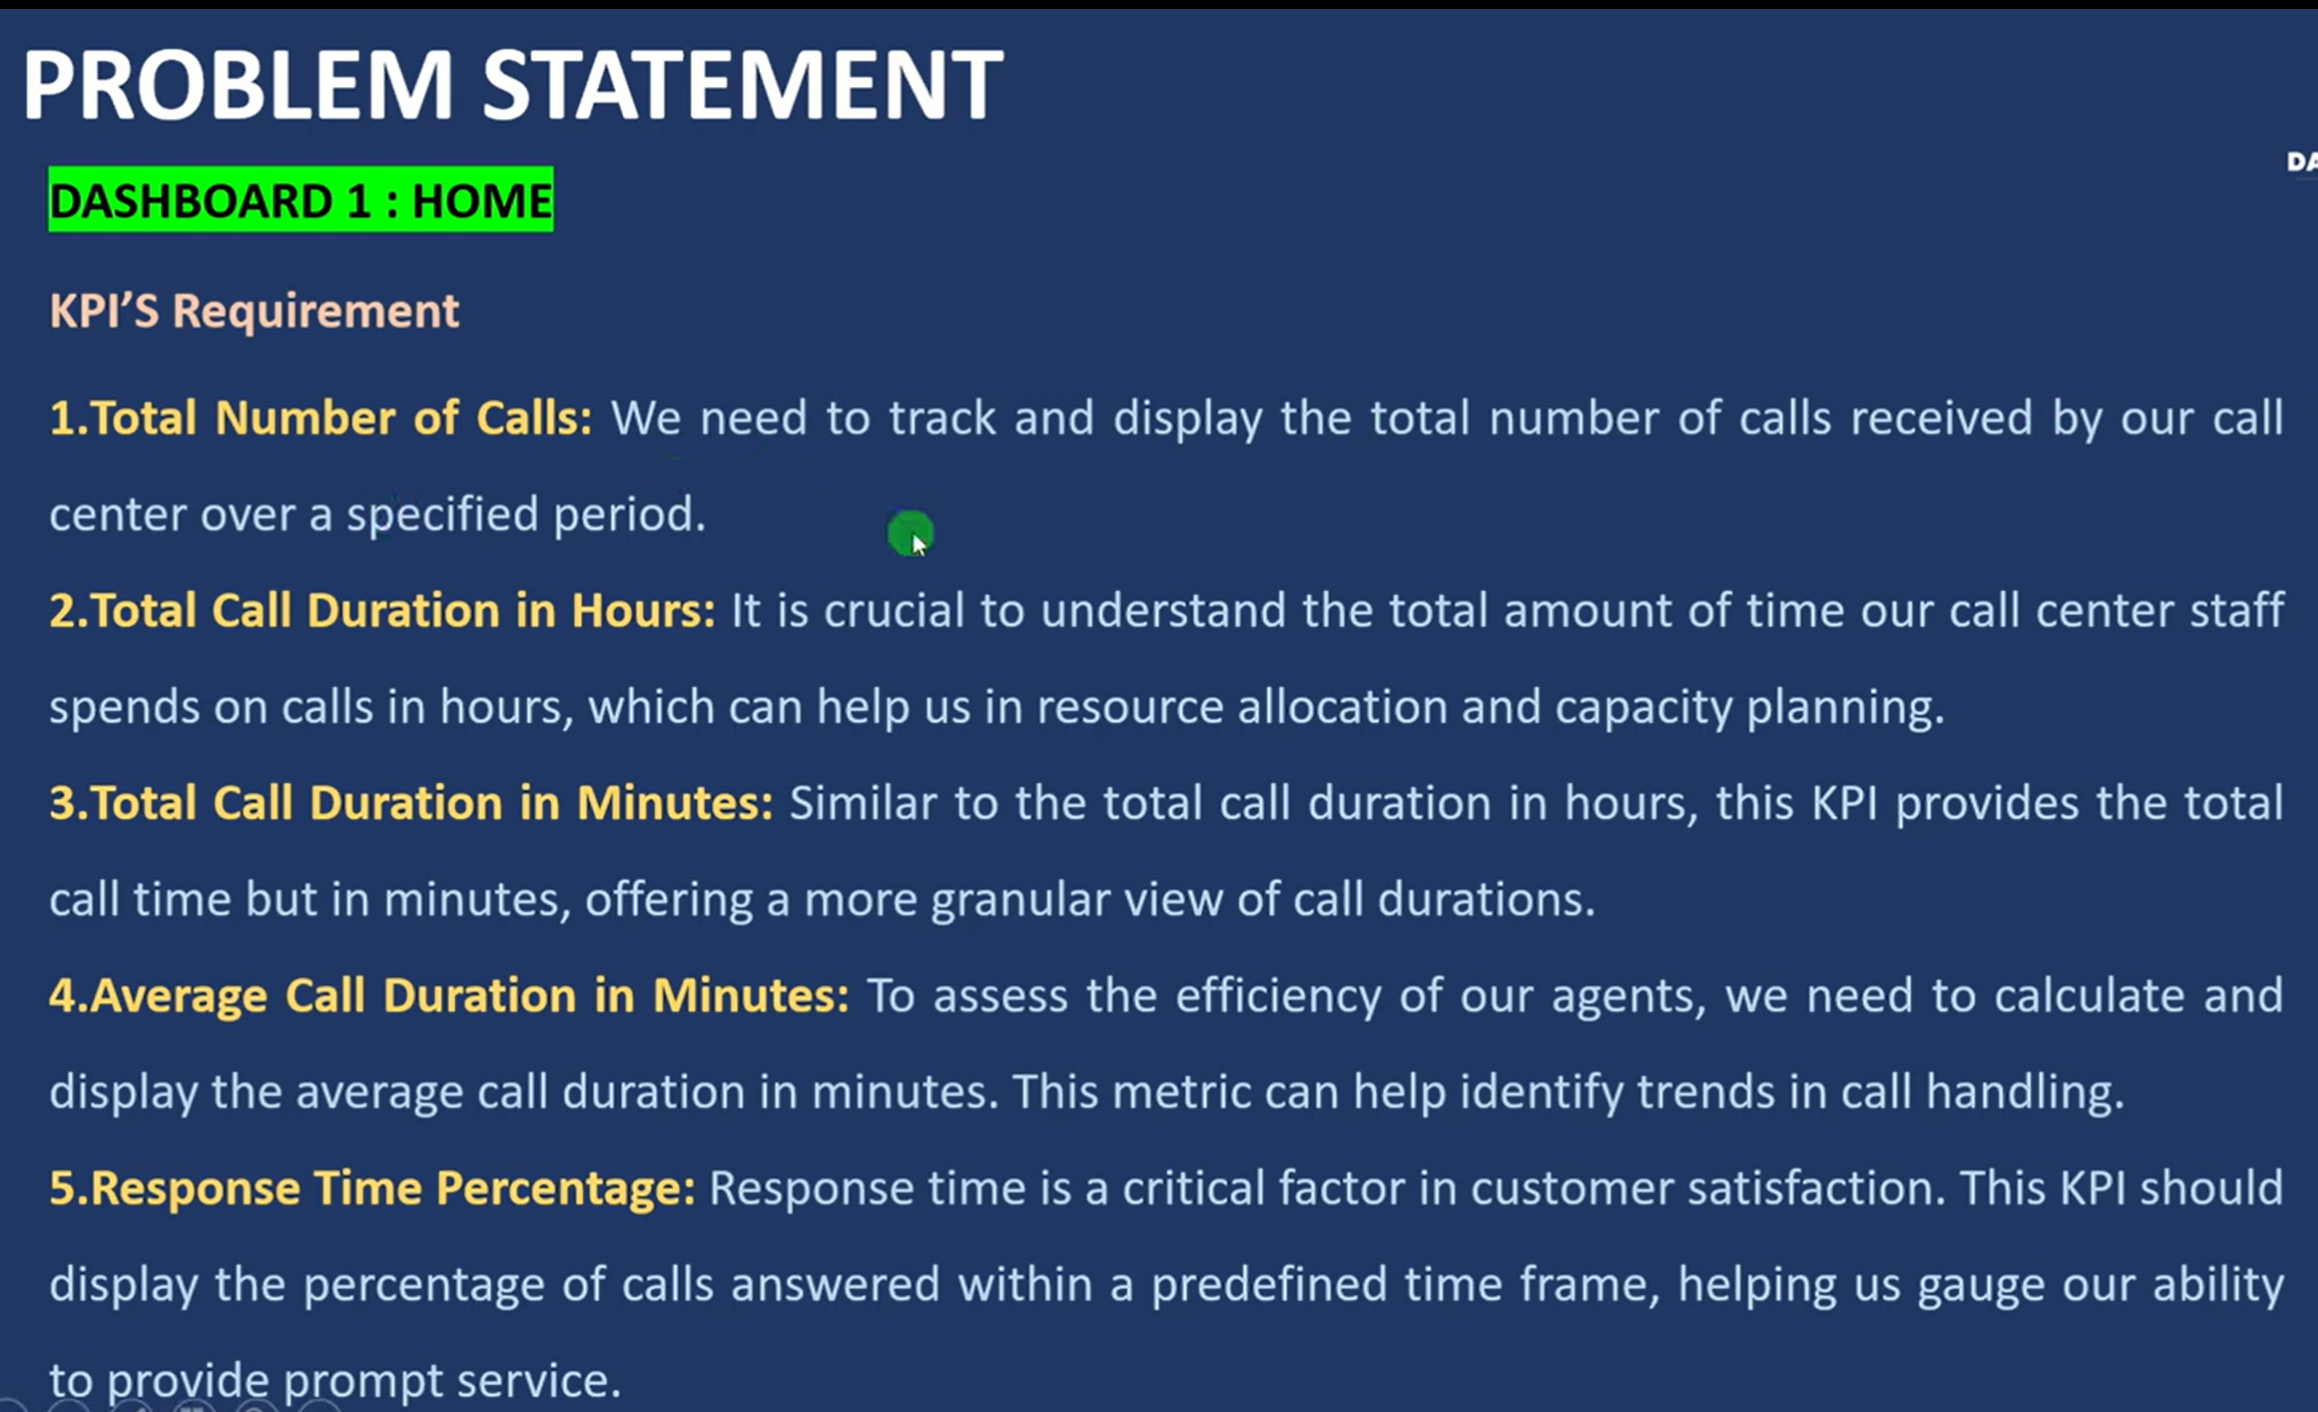 PROBLEM STATEMENT
DA
DASHBOARD 1 : HOME
KPI’S Requirement
1.Total Number of Calls: We need to track and display the total number of calls received by our call
center over a specified period.
2.Total Call Duration in Hours: It is crucial to understand the total amount of time our call center staff
spends on calls in hours, which can help us in resource allocation and capacity planning.
3.Total Call Duration in Minutes: Similar to the total call duration in hours, this KPI provides the total
call time but in minutes, offering a more granular view of call durations.
4.Average Call Duration in Minutes: To assess the efficiency of our agents, we need to calculate and
display the average call duration in minutes. This metric can help identify trends in call handling.
5.Response Time Percentage: Response time is a critical factor in customer satisfaction. This KPI should
display the percentage of calls answered within a predefined time frame, helping us gauge our ability
to provide prompt service.